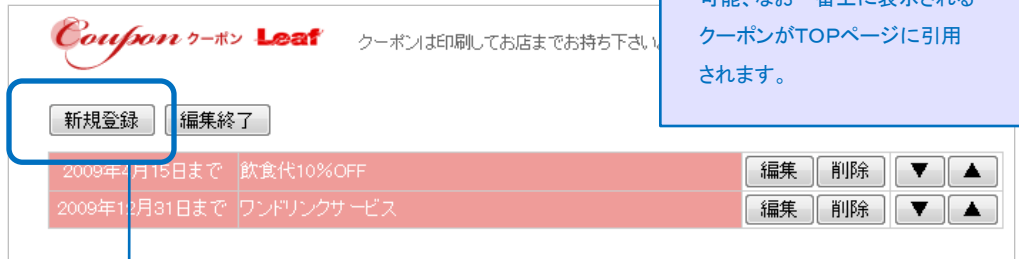 クーポンがTOPページに引用
されます。
Coupon クーポン Leaf クーポンは印刷してお店までお持ち下さい。
新規登録 編集終了
2009年4月15日まで 飲食代10%OFF 編集 削除 ▼ ▲
2009年12月31日まで ワンドリンクサービス 編集 削除 ▼ ▲